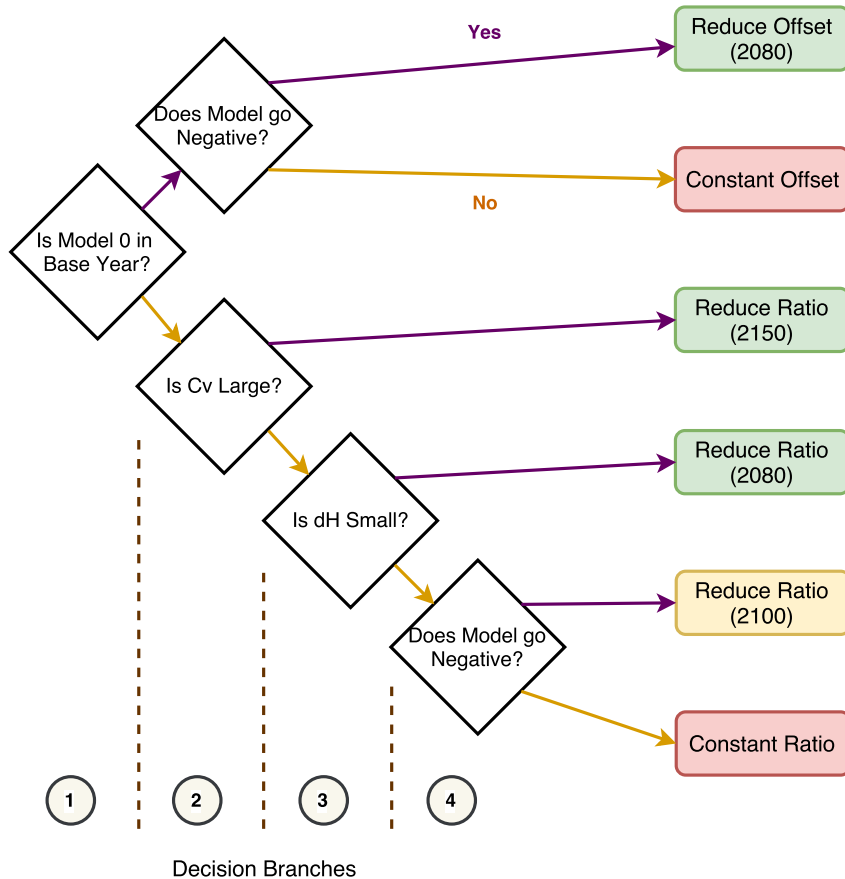 Yes
Reduce Offset
(2080)
Does Model go
Negative?
Constant Offset
No
Is Model 0 in
Base Year?
Reduce Ratio
(2150)
Is Cv Large?
Reduce Ratio
(2080)
Is dH Small?
Reduce Ratio
(2100)
Does Model go
Negative?
Constant Ratio
1
2
3
4
Decision Branches